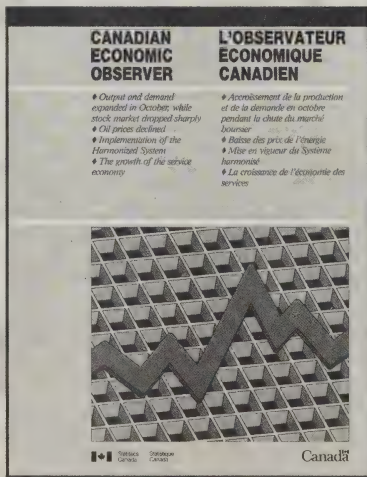 CANADIAN
ECONOMIC
OBSERVER
♦ Output and demand
expanded in October, while
stock market dropped sharply
♦ Oil prices declined
♦ Implementation of the
Harmonized System
♦ The growth of the service
economy
L'OBSERVATEUR
ÉCONOMIQUE
CANADIEN
♦ Accroissement de la production
et de la demande en octobre
pendant la chute du marché
boursier
♦ Baisse des prix de l'énergie
♦ Mise en vigueur du Système
harmonisé
♦ La croissance de l'économie des
services
Statistics
Canada
Statistique
Canada
Canada